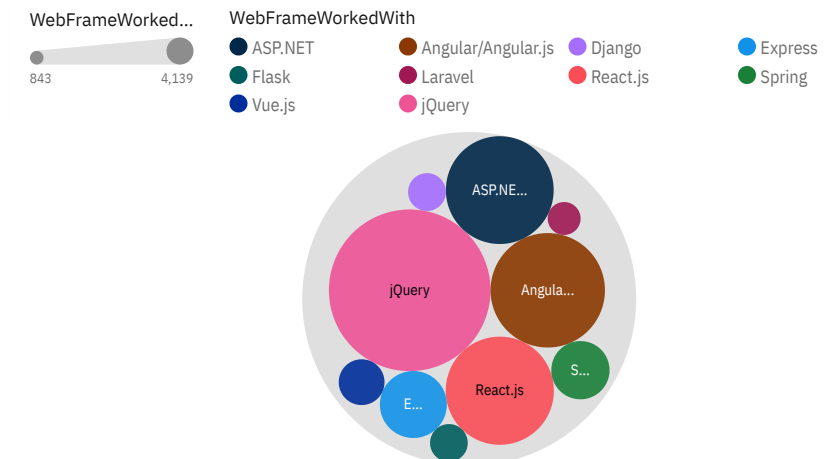 WebFrameWorked...
843 4,139
WebFrameWorkedWith
ASP.NET Angular/Angular.js Django Express
Flask Laravel React.js Spring
Vue.js jQuery
ASP.NE...
jQuery Angula...
S...
React.js
E...